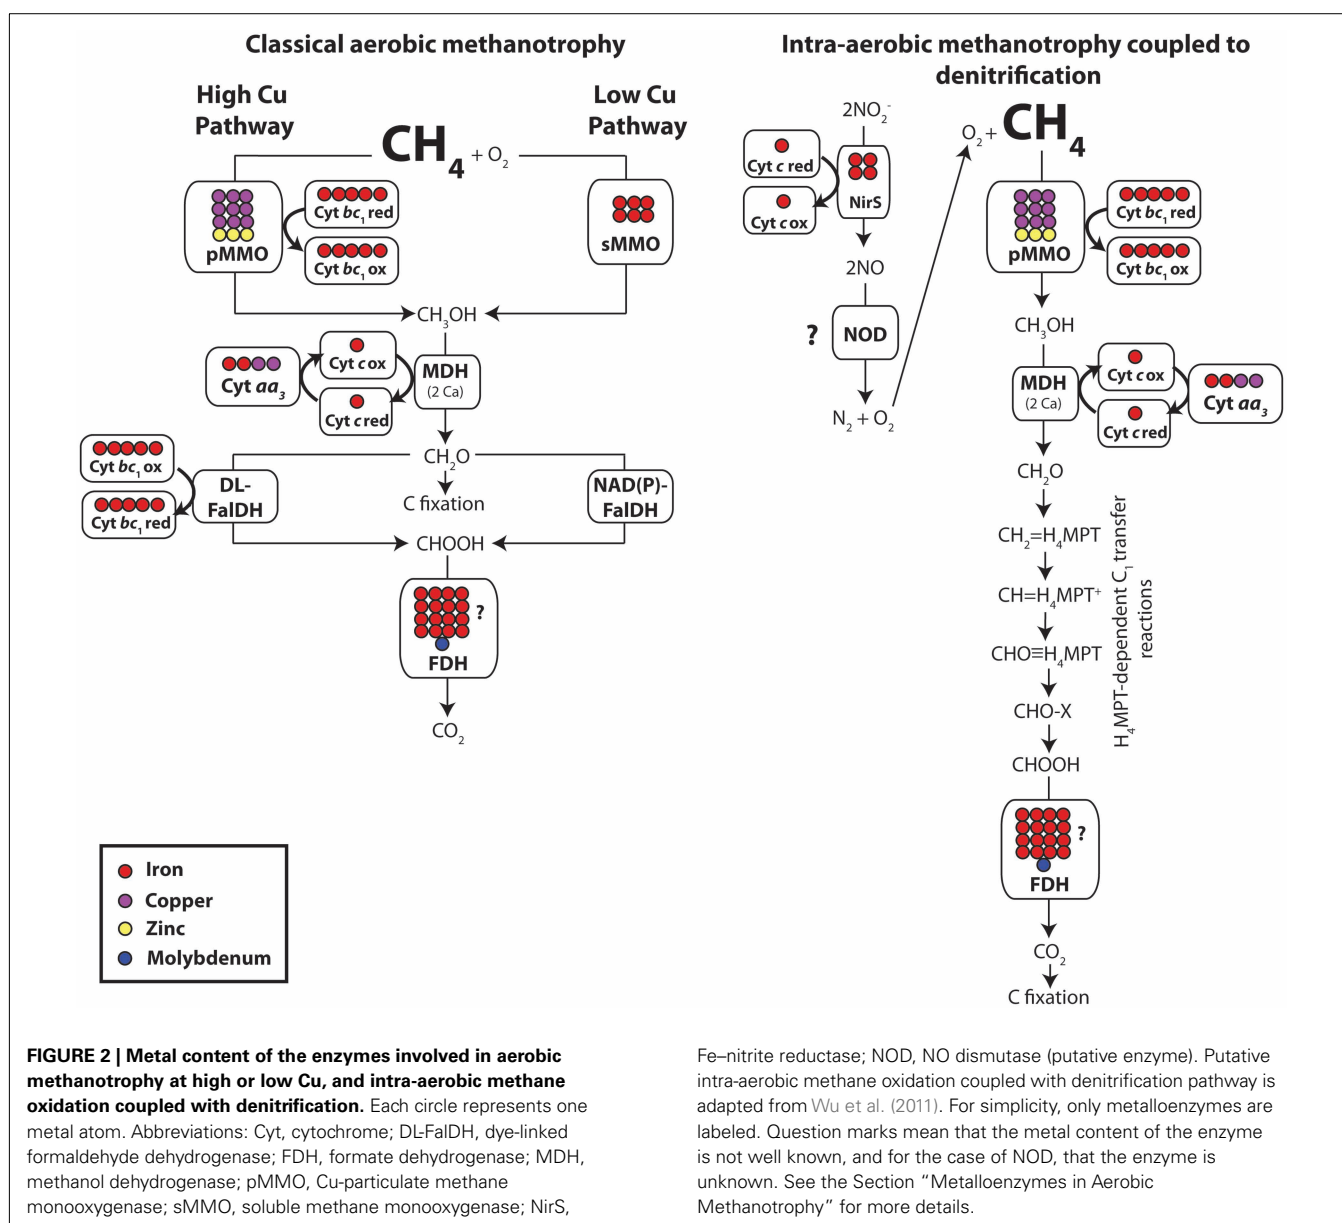 Classical aerobic methanotrophy
High Cu
Pathway
Low Cu
Pathway
CH4 + O2
pMMO
Cyt bc1 red
Cyt bc1 ox
sMMO
CH3OH
Cyt aa3
Cyt c ox
Cyt c red
MDH
(2 Ca)
Cyt bc1 ox
Cyt bc1 red
DL-
FalDH
CH2O
C fixation
NAD(P)-
FalDH
CHOOH
?
FDH
CO2
Iron
Copper
Zinc
Molybdenum
Intra-aerobic methanotrophy coupled to
denitrification
2NO2-
Cyt c red
Cyt c ox
NirS
2NO
?
NOD
N2 + O2
O2 + CH4
pMMO
Cyt bc1 red
Cyt bc1 ox
CH3OH
MDH
(2 Ca)
Cyt c ox
Cyt c red
Cyt aa3
CH2O
CH2=H4MPT
CH=H4MPT+
CHO≡H4MPT
CHO-X
CHOOH
H4MPT-dependent C1 transfer
reactions
?
FDH
CO2
C fixation
FIGURE 2 | Metal content of the enzymes involved in aerobic
methanotrophy at high or low Cu, and intra-aerobic methane
oxidation coupled with denitrification. Each circle represents one
metal atom. Abbreviations: Cyt, cytochrome; DL-FalDH, dye-linked
formaldehyde dehydrogenase; FDH, formate dehydrogenase; MDH,
methanol dehydrogenase; pMMO, Cu-particulate methane
monooxygenase; sMMO, soluble methane monooxygenase; NirS,
Fe–nitrite reductase; NOD, NO dismutase (putative enzyme). Putative
intra-aerobic methane oxidation coupled with denitrification pathway is
adapted from Wu et al. (2011). For simplicity, only metalloenzymes are
labeled. Question marks mean that the metal content of the enzyme
is not well known, and for the case of NOD, that the enzyme is
unknown. See the Section “Metalloenzymes in Aerobic
Methanotrophy” for more details.